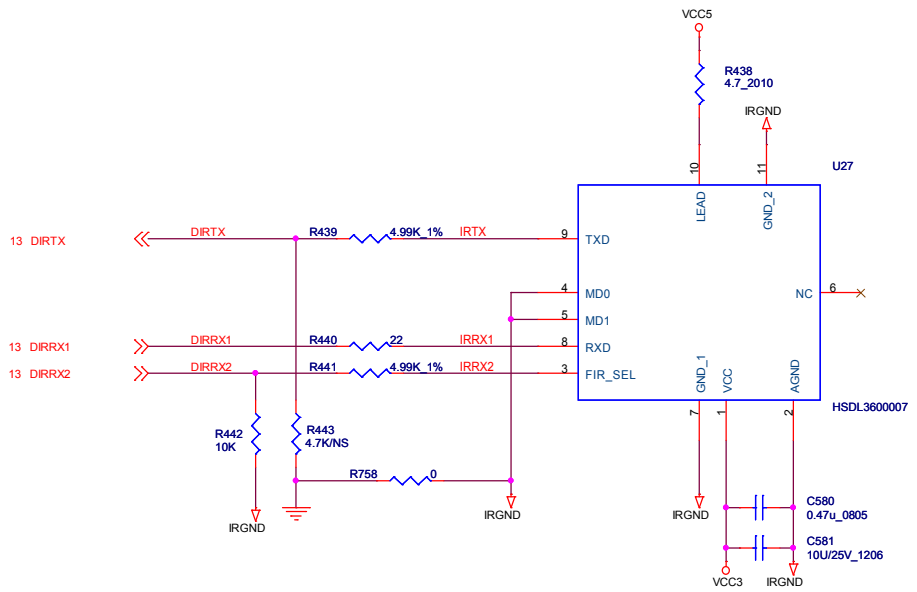 VCC5
R438
4.7_2010
IRGND
10
11
U27
LEAD
GND_2
13 DIRTX
DIRTX
R439
4.99K_1%
IRTX
9
TXD
4
MD0
NC
6
5
MD1
13 DIRRX1
DIRRX1
R440
22
IRRX1
8
RXD
13 DIRRX2
DIRRX2
R441
4.99K_1%
IRRX2
3
FIR_SEL
GND_1
VCC
AGND
7
1
2
HSDL3600007
R442
10K
R443
4.7K/NS
R758
0
IRGND
IRGND
IRGND
C580
0.47u_0805
C581
10U/25V_1206
VCC3
IRGND